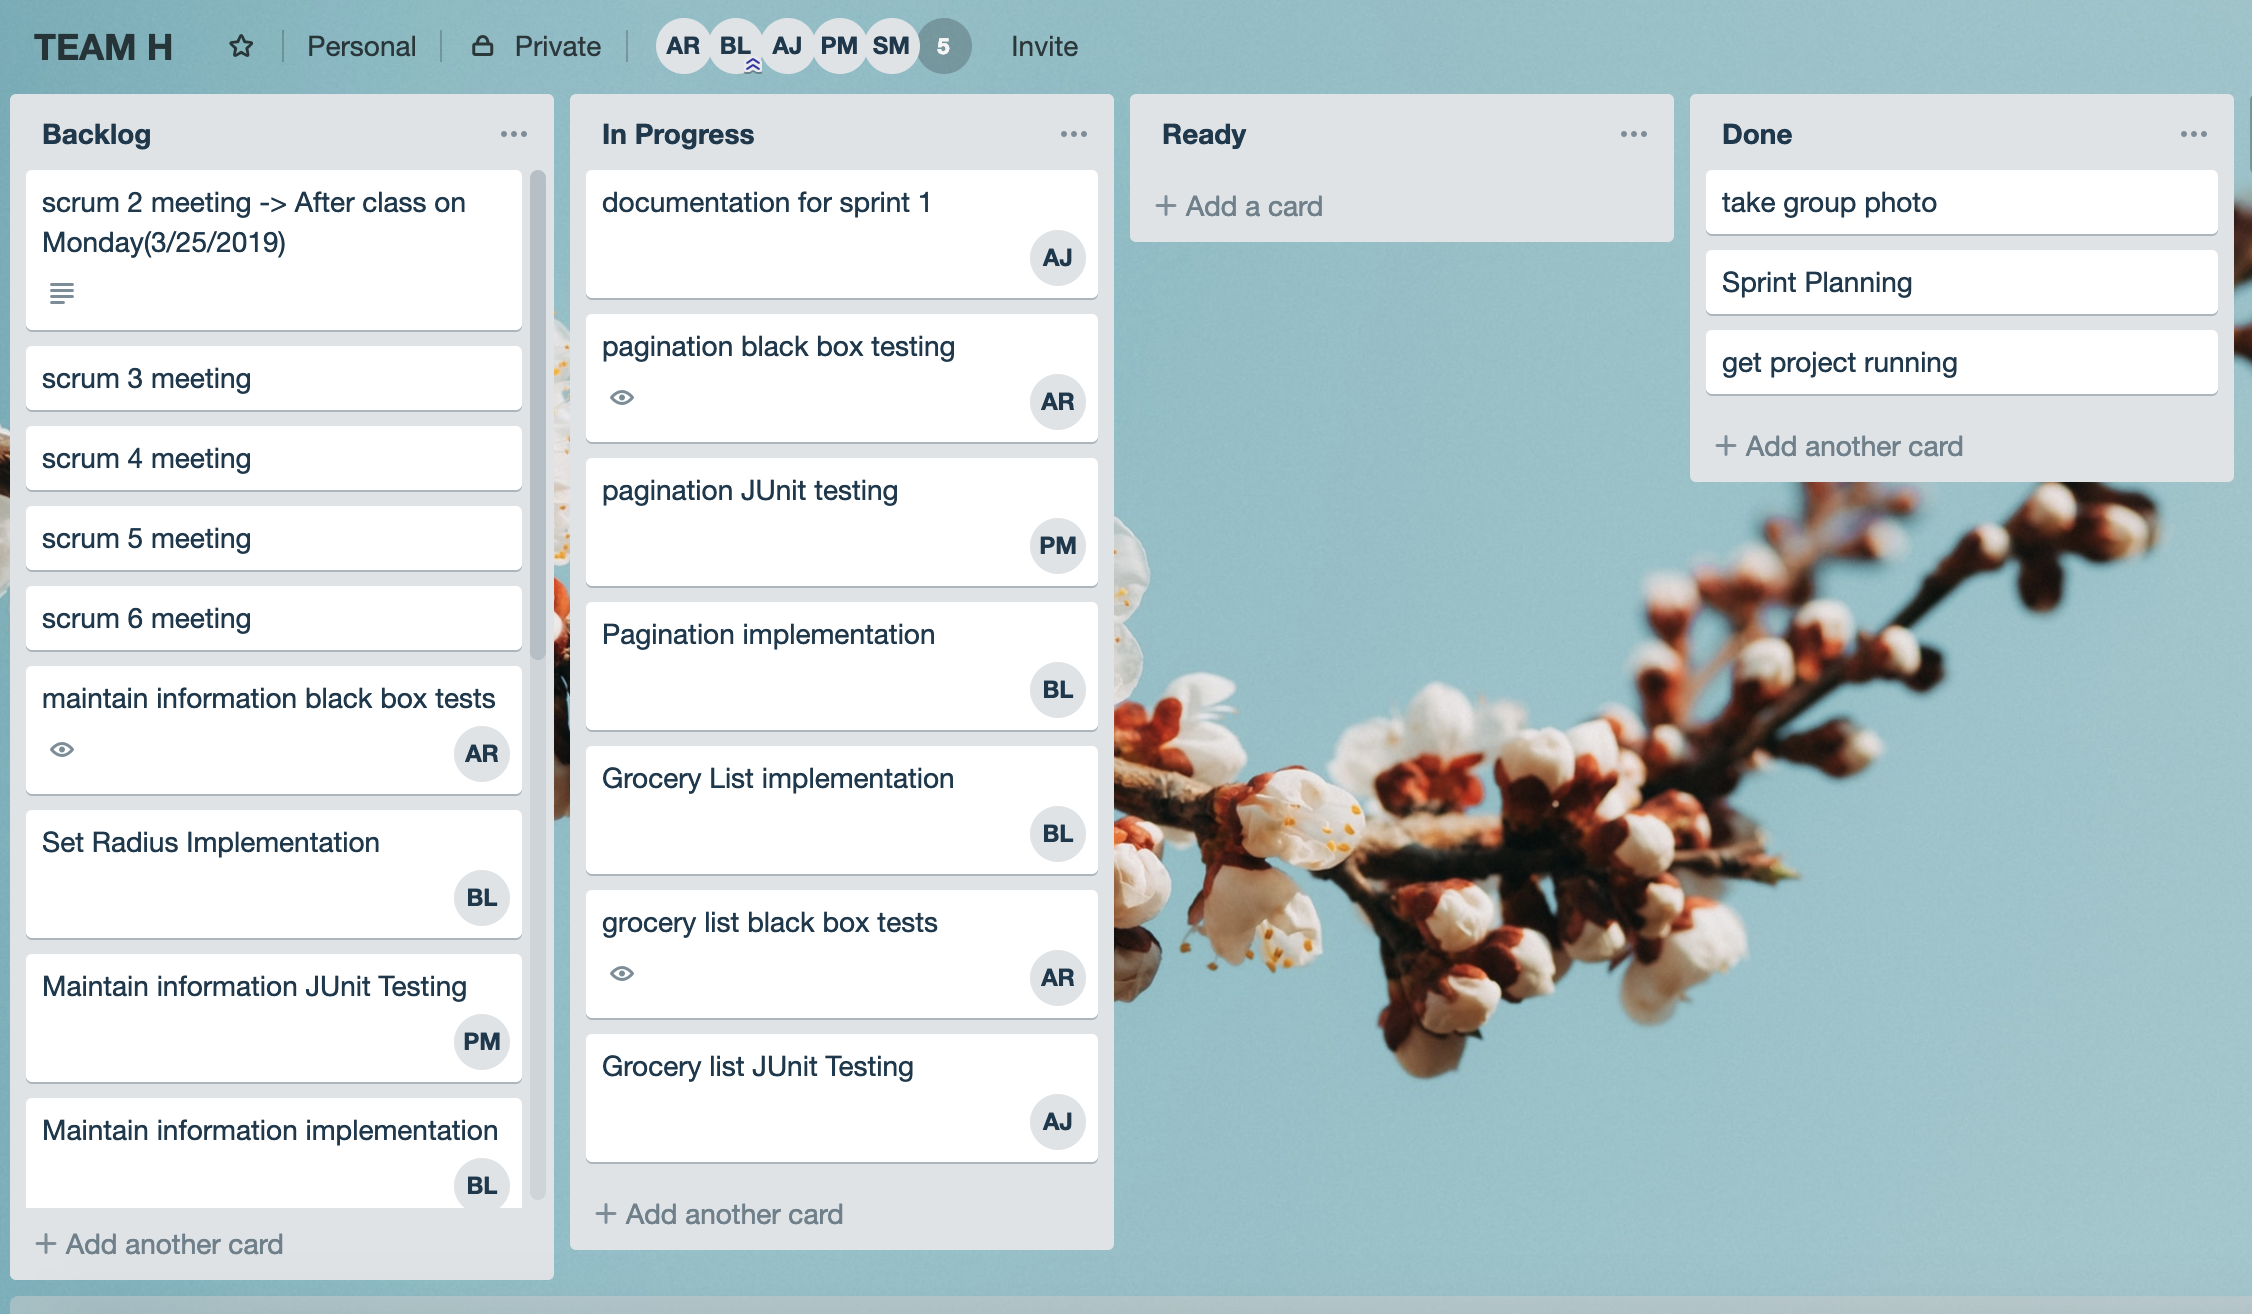 TEAM H
Personal
Private
AR BL AJ PM SM 5
Invite
Backlog
scrum 2 meeting -> After class on
Monday(3/25/2019)
scrum 3 meeting
scrum 4 meeting
scrum 5 meeting
scrum 6 meeting
maintain information black box tests
AR
Set Radius Implementation
BL
Maintain information JUnit Testing
PM
Maintain information implementation
BL
+ Add another card
In Progress
documentation for sprint 1
AJ
pagination black box testing
AR
pagination JUnit testing
PM
Pagination implementation
BL
Grocery List implementation
BL
grocery list black box tests
AR
Grocery list JUnit Testing
AJ
+ Add another card
Ready
+ Add a card
Done
take group photo
Sprint Planning
get project running
+ Add another card